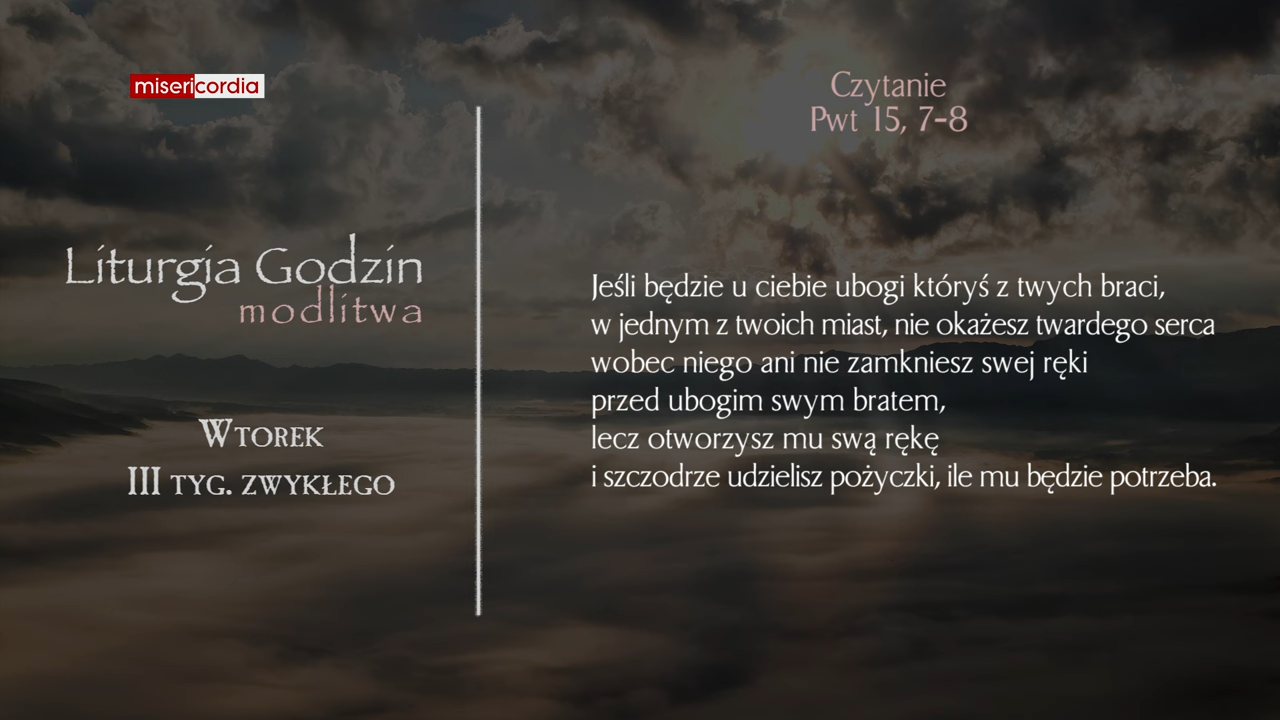 misericordia
Liturgia Godzin
modlitwa
Wtorek
III tyg. zwykłego
Czytanie
Pwt 15, 7-8
Jeśli będzie u ciebie ubogi któryś z twych braci,
w jednym z twoich miast, nie okażesz twardego serca
wobec niego ani nie zamkniesz swej ręki
przed ubogim swym bratem,
lecz otworzysz mu swą rękę
i szczodrze udzielisz pożyczki, ile mu będzie potrzeba.